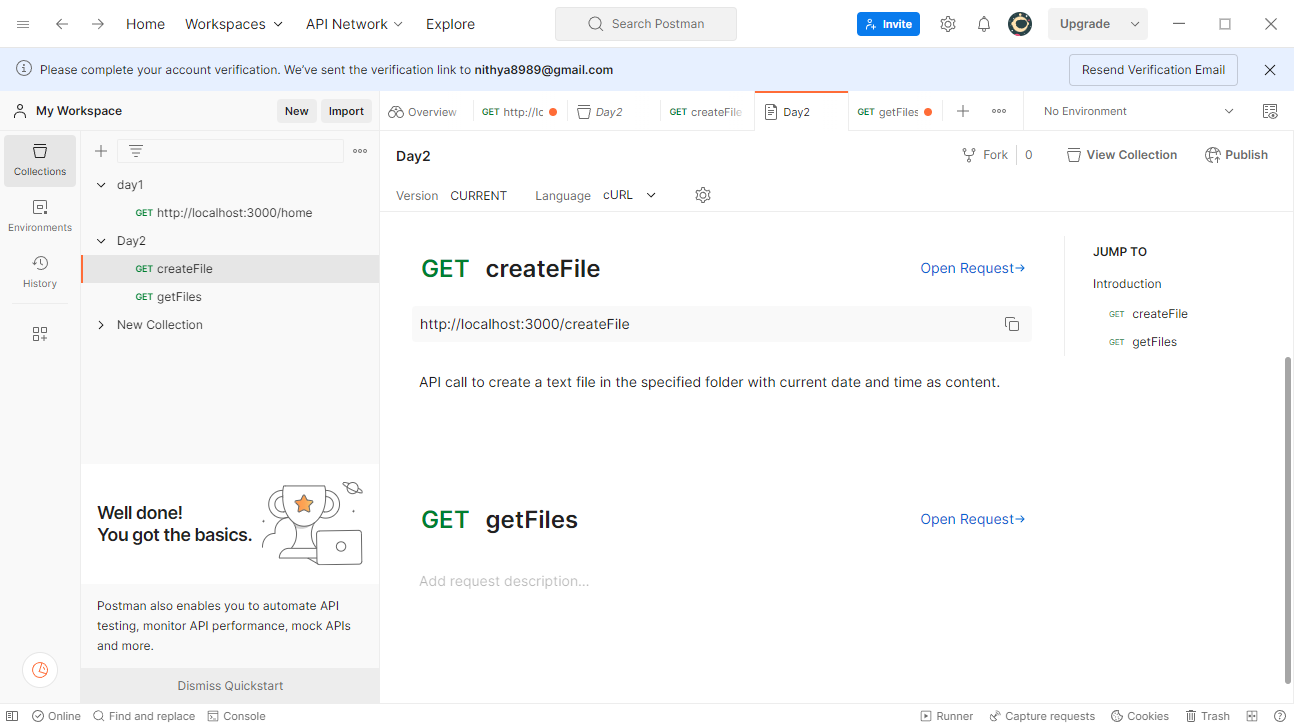 Home
Workspaces
API Network
Explore
Search Postman
Invite
Upgrade
Please complete your account verification. We've sent the verification link to nithya8989@gmail.com
Resend Verification Email
My Workspace
New
Import
Overview
GET http://lc
Day2
GET createFile
Day2
GET getFiles
No Environment
Collections
Environments
History
day1
GET http://localhost:3000/home
Day2
GET createFile
GET getFiles
New Collection
Well done!
You got the basics.
Postman also enables you to automate API
testing, monitor API performance, mock APIs
and more.
Dismiss Quickstart
Day2
Fork
0
View Collection
Publish
Version CURRENT
Language cURL
GET createFile
Open Request→
http://localhost:3000/createFile
API call to create a text file in the specified folder with current date and time as content.
GET getFiles
Open Request→
Add request description...
JUMP TO
Introduction
GET createFile
GET getFiles
Online
Find and replace
Console
Runner
Capture requests
Cookies
Trash